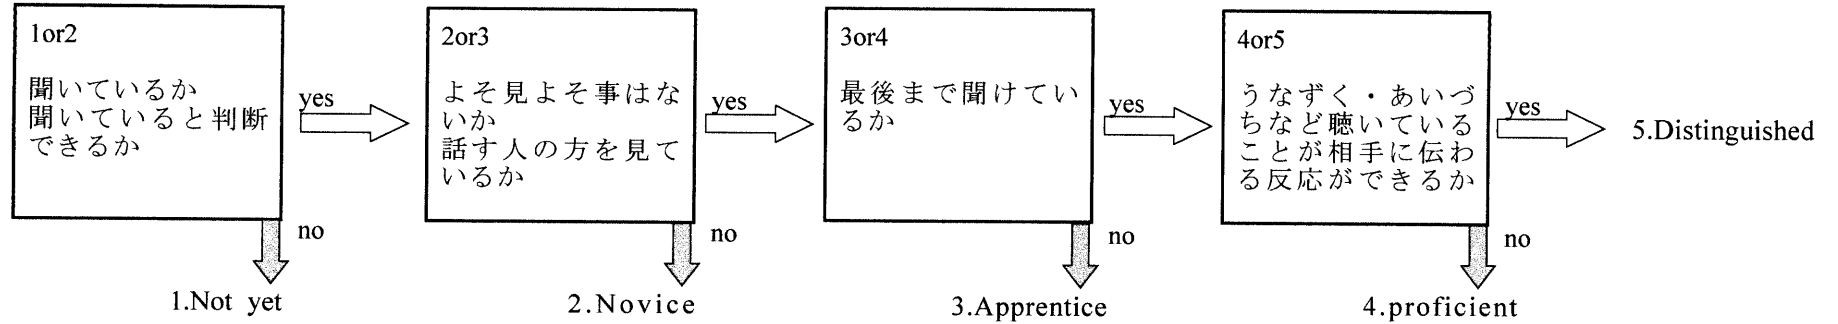 1or2
聞いているか
聞いていると判断
できるか
yes
no
1.Not yet
2or3
よそ見よそ事はな
いか
話す人の方を見て
いるか
yes
no
2.Novice
3or4
最後まで聞けてい
るか
yes
no
3.Apprentice
4or5
うなずく・あいづ
ちなど聴いている
ことが相手に伝わ
る反応ができるか
yes
no
4.proficient
5.Distinguished